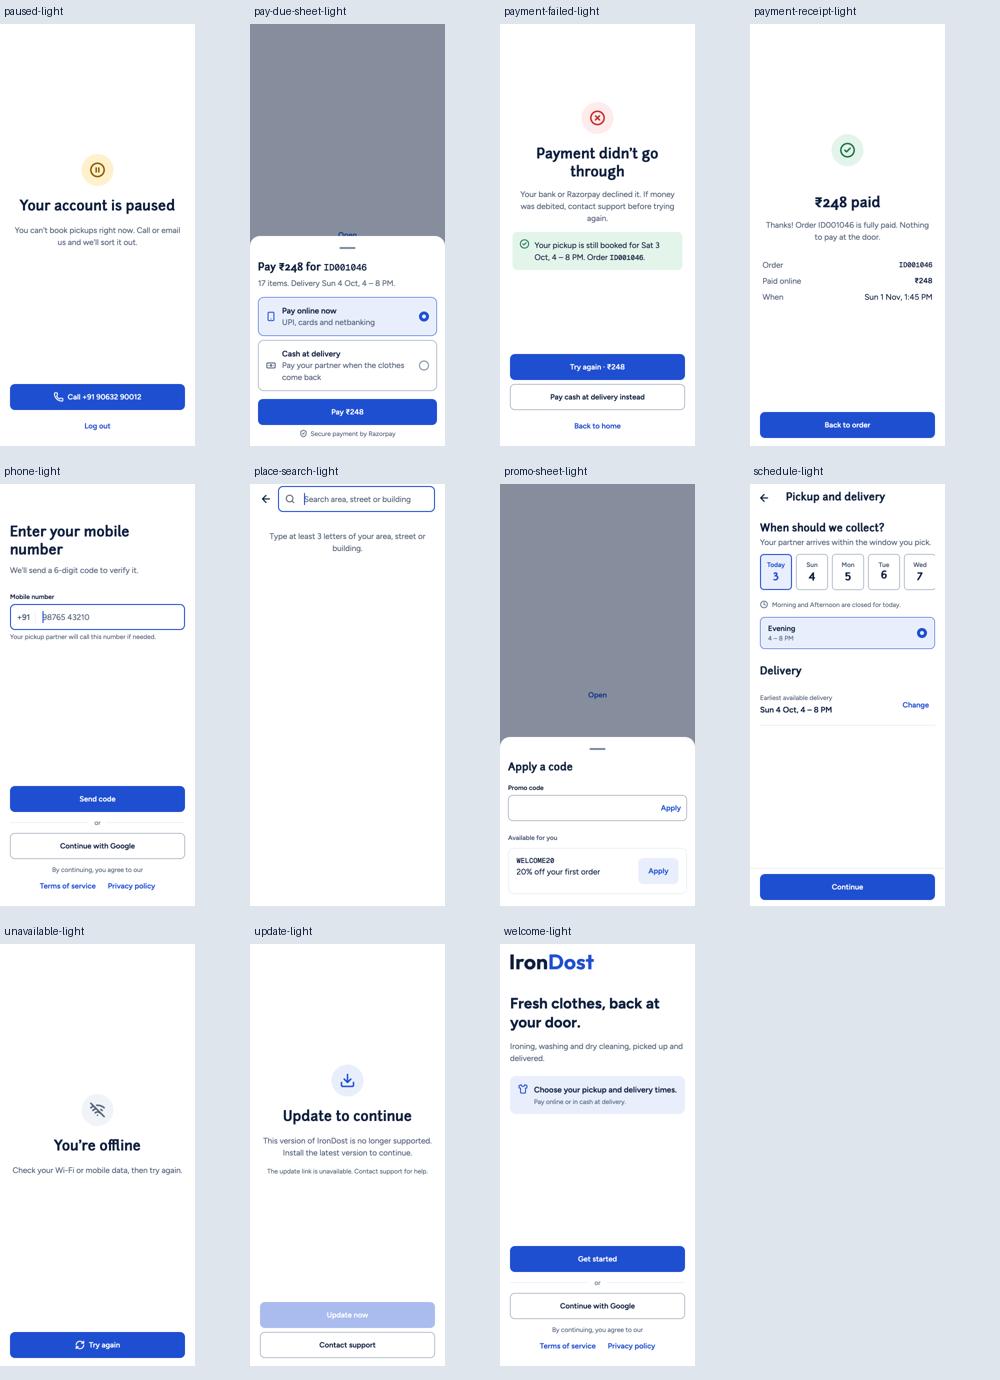 paused-light
Your account is paused
You can't book pickups right now. Call or email
us and we'll sort it out.
Call +91 90632 90012
Log out
pay-due-sheet-light
Open
Pay ₹248 for ID001046
17 items. Delivery Sun 4 Oct, 4 – 8 PM.
Pay online now
UPI, cards and netbanking
Cash at delivery
Pay your partner when the clothes
come back
Pay ₹248
Secure payment by Razorpay
payment-failed-light
Payment didn't go
through
Your bank or Razorpay declined it. If money
was debited, contact support before trying
again.
Your pickup is still booked for Sat 3
Oct, 4 – 8 PM. Order ID001046.
Try again · ₹248
Pay cash at delivery instead
Back to home
payment-receipt-light
₹248 paid
Thanks! Order ID001046 is fully paid. Nothing
to pay at the door.
Order ID001046
Paid online ₹248
When Sun 1 Nov, 1:45 PM
Back to order
phone-light
Enter your mobile
number
We'll send a 6-digit code to verify it.
Mobile number
+91 98765 43210
Your pickup partner will call this number if needed.
Send code
or
Continue with Google
By continuing, you agree to our
Terms of service Privacy policy
place-search-light
Search area, street or building
Type at least 3 letters of your area, street or
building.
promo-sheet-light
Open
Apply a code
Promo code
Apply
Available for you
WELCOME20
20% off your first order
Apply
schedule-light
Pickup and delivery
When should we collect?
Your partner arrives within the window you pick.
Today Sun Mon Tue Wed
3 4 5 6 7
Morning and Afternoon are closed for today.
Evening
4 – 8 PM
Delivery
Earliest available delivery
Sun 4 Oct, 4 – 8 PM
Change
Continue
unavailable-light
You're offline
Check your Wi-Fi or mobile data, then try again.
Try again
update-light
Update to continue
This version of IronDost is no longer supported.
Install the latest version to continue.
The update link is unavailable. Contact support for help.
Update now
Contact support
welcome-light
IronDost
Fresh clothes, back at
your door.
Ironing, washing and dry cleaning, picked up and
delivered.
Choose your pickup and delivery times.
Pay online or in cash at delivery.
Get started
or
Continue with Google
By continuing, you agree to our
Terms of service Privacy policy